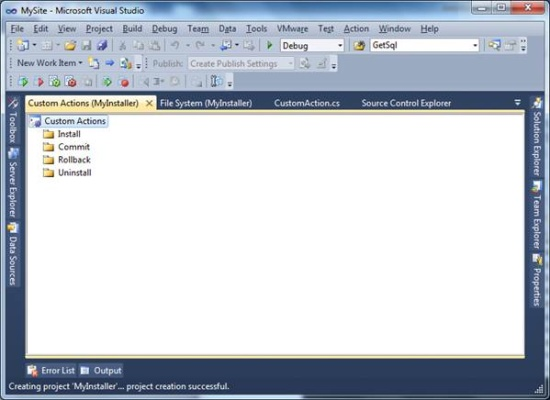 MySite - Microsoft Visual Studio
File Edit View Project Build Debug Team Data Tools VMware Test Action Window Help
Debug GetSql
New Work Item Publish: Create Publish Settings
Custom Actions (MyInstaller) File System (MyInstaller) CustomAction.cs Source Control Explorer
Toolbox
Server Explorer
Data Sources
Custom Actions
Install
Commit
Rollback
Uninstall
Solution Explorer
Team Explorer
Properties
Error List Output
Creating project 'MyInstaller'... project creation successful.